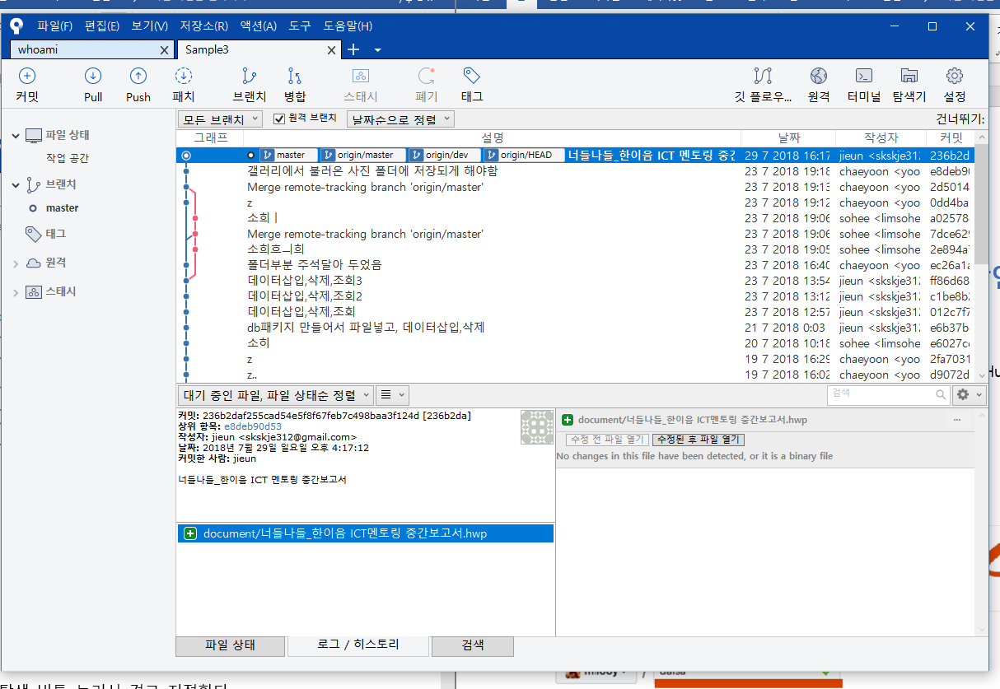 파일(F) 편집(E) 보기(V) 저장소(R) 액션(A) 도구 도움말(H)
whoami
Sample3
커밋 Pull Push 패치 브랜치 병합 스태시 폐기 태그 깃 플로우... 원격 터미널 탐색기 설정
모든 브랜치 원격 브랜치 날짜순으로 정렬 건너뛰기:
파일 상태
작업 공간
브랜치
master
태그
원격
스태시
그래프 설명 날짜 작성자 커밋
master origin/master origin/dev origin/HEAD 너들나들_한이음 ICT 멘토링 중간 29 7 2018 16:17 jieun <skskje312 236b2d
갤러리에서 불러온 사진 폴더에 저장되게 해야함 23 7 2018 19:18 chaeyoon <yoo e8deb90
Merge remote-tracking branch 'origin/master' 23 7 2018 19:13 chaeyoon <yoo 2d5014
z 23 7 2018 19:12 chaeyoon <yoo 0dd4ba
소희 | 23 7 2018 19:06 sohee <limsohe a02578
Merge remote-tracking branch 'origin/master' 23 7 2018 19:06 sohee <limsohe 7dce629
소희흐ㅢ희 23 7 2018 19:05 sohee <limsohe 2e894a
폴더부분 주석달아 두었음 23 7 2018 16:40 chaeyoon <yoo ec26a1a
데이터삽입,삭제,조회3 23 7 2018 13:54 jieun <skskje312 ff86d68
데이터삽입,삭제,조회2 23 7 2018 13:12 jieun <skskje312 c1be8b
데이터삽입,삭제,조회 23 7 2018 12:57 jieun <skskje312 012c7f7
db패키지 만들어서 파일넣고, 데이터삽입,삭제 21 7 2018 0:03 jieun <skskje312 e6b37b
소히 20 7 2018 10:18 sohee <limsohe e6027c
z 19 7 2018 16:29 chaeyoon <yoo 2fa7031
z.. 19 7 2018 16:02 chaeyoon <yoo d9072d
대기 중인 파일, 파일 상태순 정렬 검색
커밋: 236b2daf255cad54e5f8f67feb7c498baa3f124d [236b2da]
상위 항목: e8deb90d53
작성자: jieun <skskje312@gmail.com>
날짜: 2018년 7월 29일 일요일 오후 4:17:12
커밋한 사람: jieun
너들나들_한이음 ICT 멘토링 중간보고서
document/너들나들_한이음 ICT멘토링 중간보고서.hwp
document/너들나들_한이음 ICT멘토링 중간보고서.hwp ...
수정 전 파일 열기 수정된 후 파일 열기
No changes in this file have been detected, or it is a binary file
파일 상태 로그 / 히스토리 검색